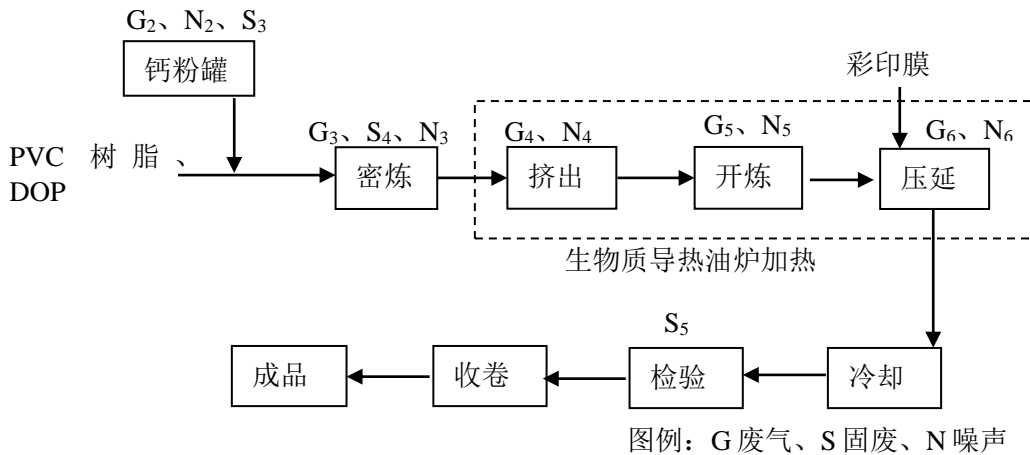 G₂、N₂、S₃
钙粉罐
彩印膜
G₃、S₄、N₃
G₄、N₄
G₅、N₅
G₆、N₆
PVC 树脂、
DOP
密炼
挤出
开炼
压延
生物质导热油炉加热
S₅
成品
收卷
检验
冷却
图例：G 废气、S 固废、N 噪声